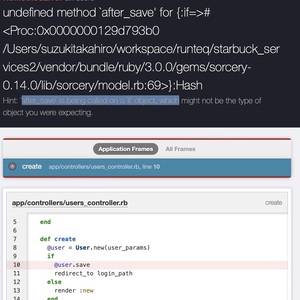 undefined method `after_save' for {:if=>#
<Proc:0x0000000129d793b0
/Users/suzukitakahiro/workspace/runteq/starbuck_ser
vices2/vendor/bundle/ruby/3.0.0/gems/sorcery-
0.14.0/lib/sorcery/model.rb:69>}:Hash
Hint: `after_save' is being called on a `if` object, which might not be the type of
object you were expecting.
Application Frames All Frames
create app/controllers/users_controller.rb, line 10
app/controllers/users_controller.rb create
5 end
6
7 def create
8 @user = User.new(user_params)
9 if
10 @user.save
11 redirect_to login_path
12 else
13 render :new
14 end